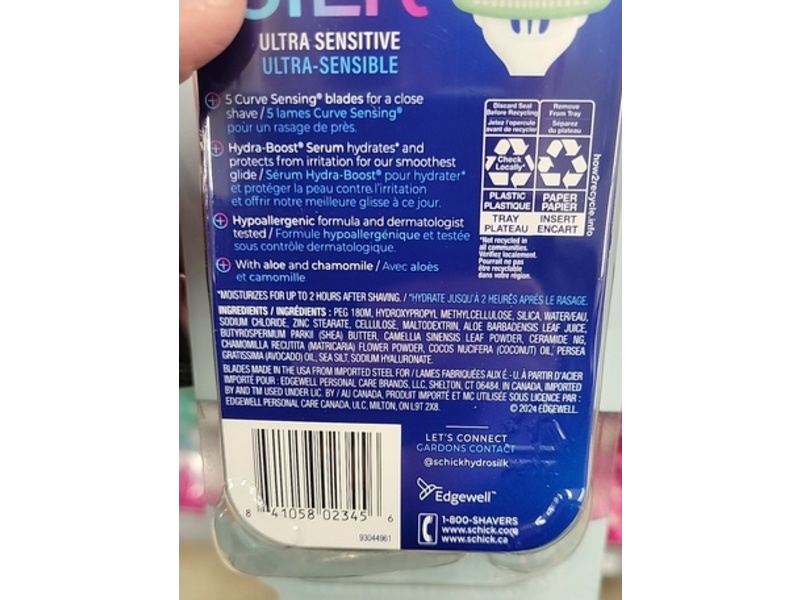 ULTRA SENSITIVE
ULTRA-SENSIBLE
5 Curve Sensing® blades for a close
shave / 5 lames Curve Sensing®
pour un rasage de près.
Hydra-Boost® Serum hydrates* and
protects from irritation for our smoothest
glide / Sérum Hydra-Boost® pour hydrater*
et protéger la peau contre l'irritation
et offrir notre meilleure glisse à ce jour.
Hypoallergenic formula and dermatologist
tested / Formule hypoallergénique et testée
sous contrôle dermatologique.
With aloe and chamomile / Avec aloès
et camomille
Discard Seal
Before Recycling
Jetez l'opercule
avant de recycler
Remove
From Tray
Séparez
du plateau
Check
Locally*
PLASTIC
PLASTIQUE
PAPER
PAPIER
TRAY
PLATEAU
INSERT
ENCART
*Not recycled in
all communities.
Vérifiez localement.
Pourrait ne pas
être recyclable
dans votre région.
how2recycle.info
*MOISTURIZES FOR UP TO 2 HOURS AFTER SHAVING. / *HYDRATE JUSQU'À 2 HEURES APRÈS LE RASAGE.
INGREDIENTS / INGRÉDIENTS : PEG 180M, HYDROXYPROPYL METHYLCELLULOSE, SILICA, WATER/EAU,
SODIUM CHLORIDE, ZINC STEARATE, CELLULOSE, MALTODEXTRIN, ALOE BARBADENSIS LEAF JUICE,
BUTYROSPERMUM PARKII (SHEA) BUTTER, CAMELLIA SINENSIS LEAF POWDER, CERAMIDE NG,
CHAMOMILLA RECUTITA (MATRICARIA) FLOWER POWDER, COCOS NUCIFERA (COCONUT) OIL, PERSEA
GRATISSIMA (AVOCADO) OIL, SEA SILT, SODIUM HYALURONATE.
BLADES MADE IN THE USA FROM IMPORTED STEEL FOR / LAMES FABRIQUÉES AUX É.-U. À PARTIR D'ACIER
IMPORTÉ POUR : EDGEWELL PERSONAL CARE BRANDS, LLC, SHELTON, CT 06484. IN CANADA, IMPORTED
BY AND TM USED UNDER LIC. BY / AU CANADA, PRODUIT IMPORTÉ ET MC UTILISÉE SOUS LICENCE PAR :
EDGEWELL PERSONAL CARE CANADA, ULC, MILTON, ON L9T 2X8.
© 2024 EDGEWELL.
LET'S CONNECT
GARDONS CONTACT
@schickhydrosilk
Edgewell™
1-800-SHAVERS
www.schick.com
www.schick.ca
8 41058 02345 6
93044961